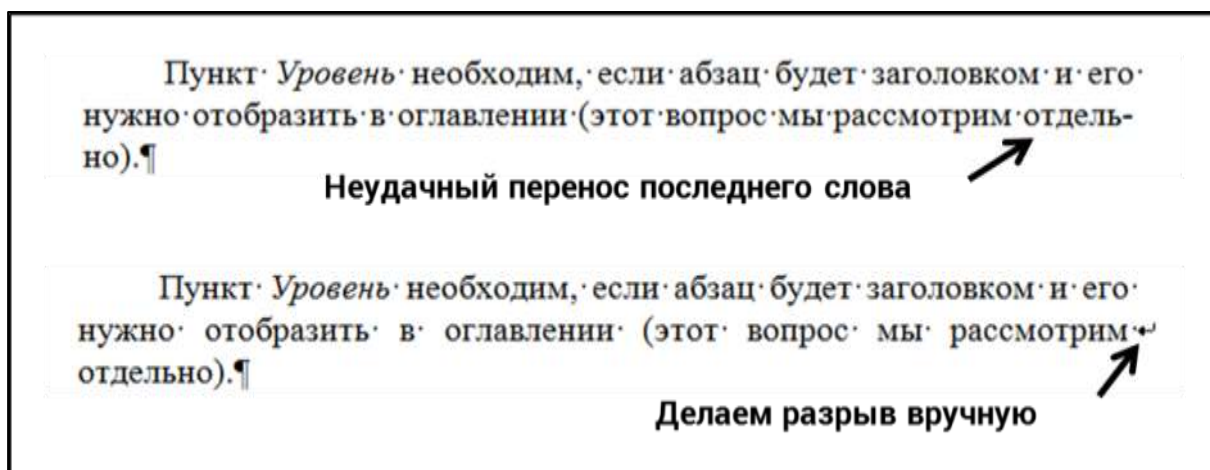 Пункт· Уровень· необходим,·если·абзац·будет·заголовком·и·его·
нужно·отобразить·в·оглавлении·(этот·вопрос·мы·рассмотрим·отдель-
но).¶
Неудачный перенос последнего слова
Пункт· Уровень· необходим,·если·абзац·будет·заголовком·и·его·
нужно· отобразить· в· оглавлении· (этот· вопрос· мы· рассмотрим·↵
отдельно).¶
Делаем разрыв вручную